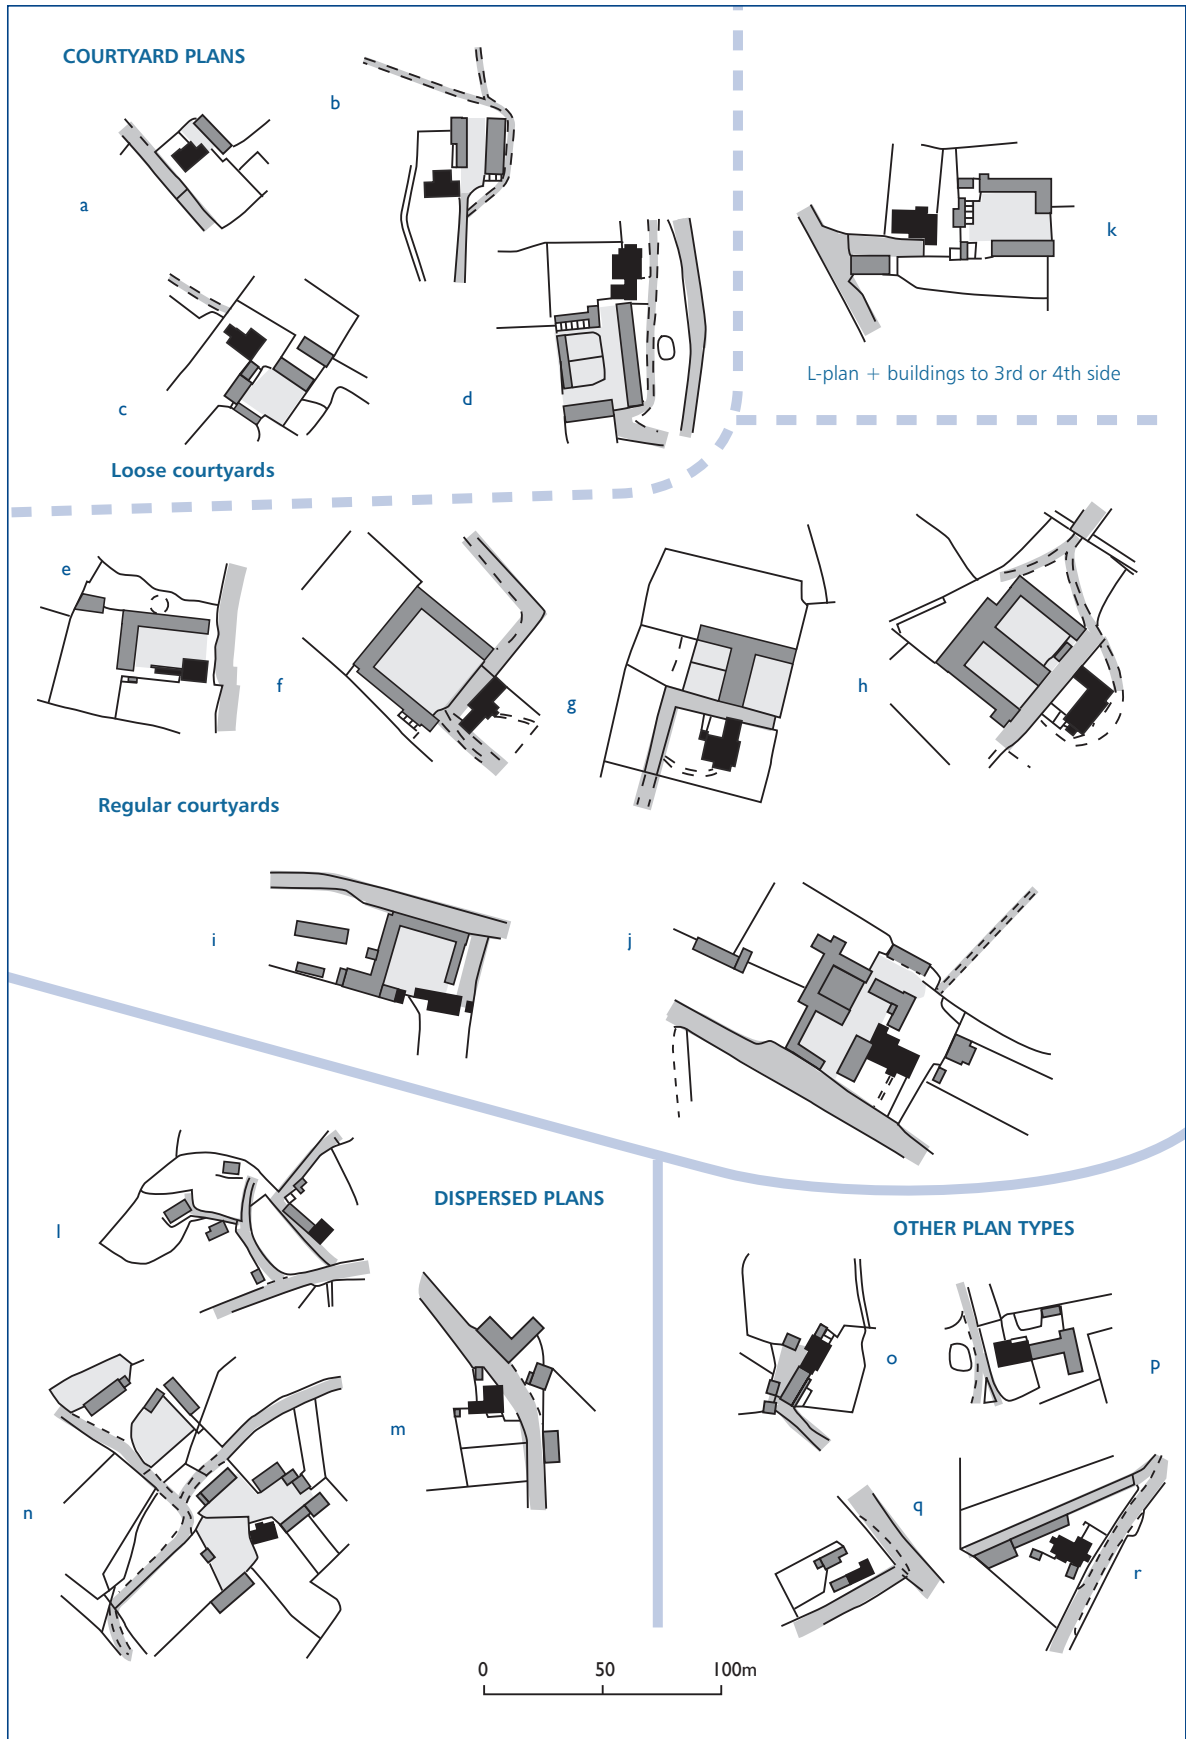 COURTYARD PLANS
a
b
c
d
k
L-plan + buildings to 3rd or 4th side
Loose courtyards
e
f
g
h
Regular courtyards
i
j
l
DISPERSED PLANS
m
n
OTHER PLAN TYPES
o
p
q
r
0 50 100m